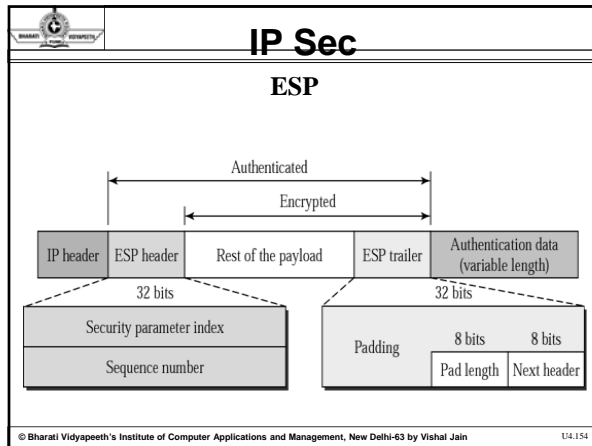 BHARATI VIDYAPEETH
IP Sec
ESP
Authenticated
Encrypted
IP header ESP header Rest of the payload ESP trailer Authentication data
(variable length)
32 bits 32 bits
Security parameter index
Sequence number
Padding
8 bits 8 bits
Pad length Next header
© Bharati Vidyapeeth's Institute of Computer Applications and Management, New Delhi-63 by Vishal Jain U4.154